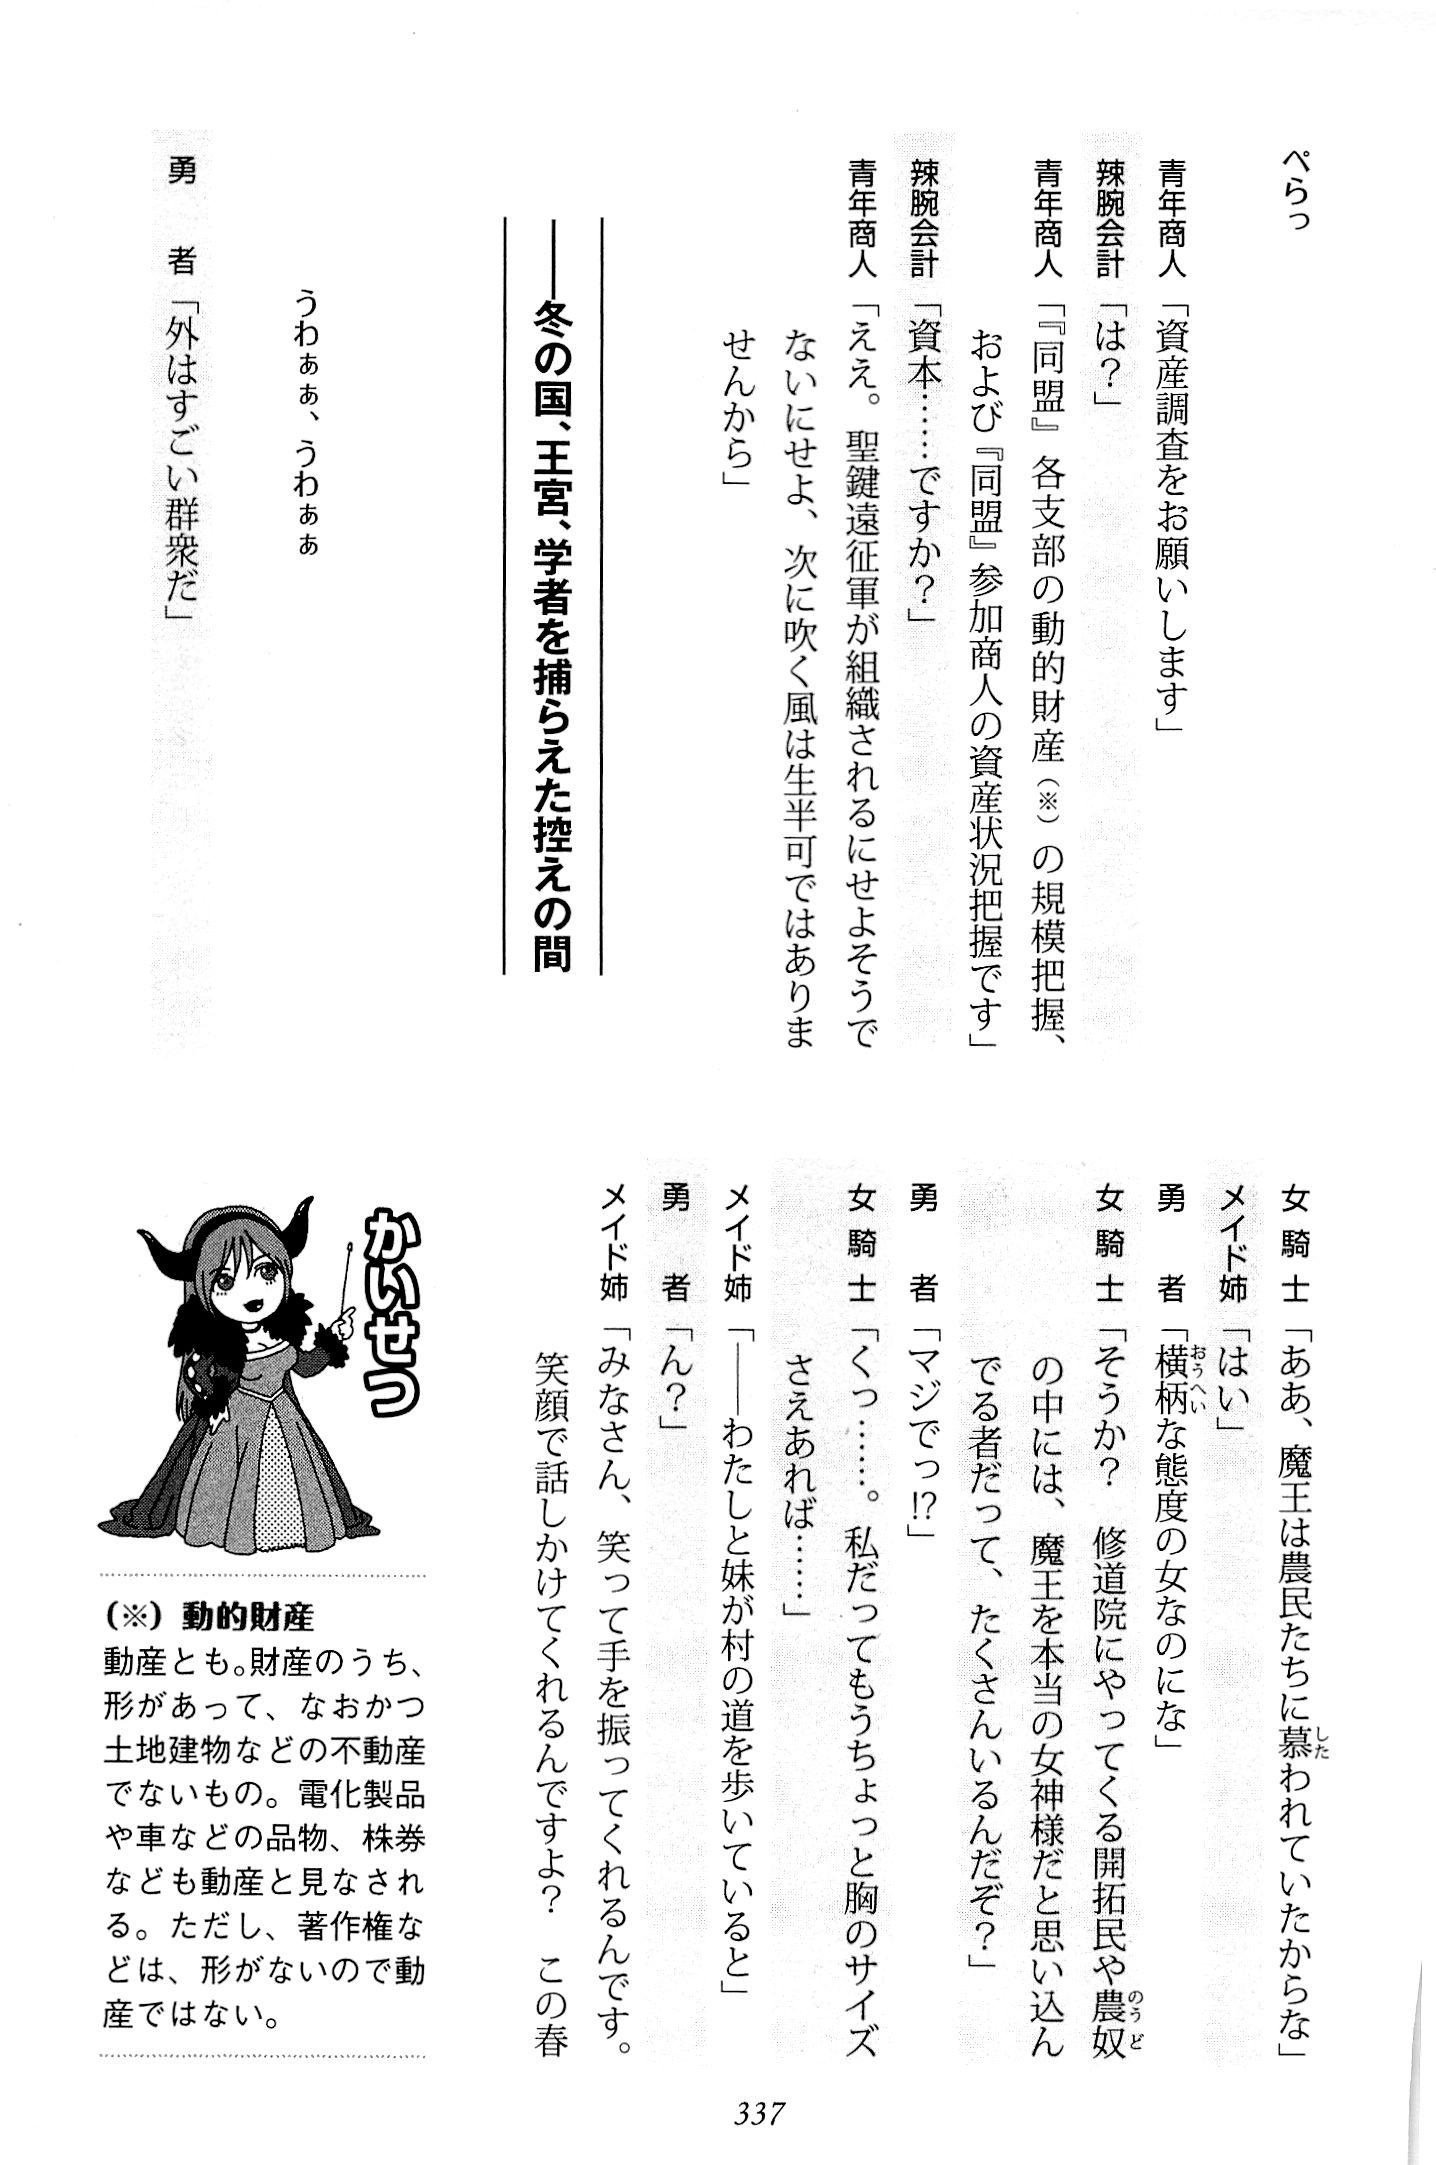 ぺらっ
青年商人「資産調査をお願いします」
辣腕会計「は？」
青年商人「『同盟』各支部の動的財産（※）の規模把握、
および『同盟』参加商人の資産状況把握です」
辣腕会計「資本……ですか？」
青年商人「ええ。聖鍵遠征軍が組織されるにせよそうで
ないにせよ、次に吹く風は生半可ではありま
せんから」
――冬の国、王宮、学者を捕らえた控えの間
うわぁぁ、うわぁぁ
勇者「外はすごい群衆だ」
女騎士「ああ、魔王は農民たちに慕われていたからな」
メイド姉「はい」
勇者「横柄な態度の女なのにな」
女騎士「そうか？　修道院にやってくる開拓民や農奴
の中には、魔王を本当の女神様だと思い込ん
でる者だって、たくさんいるんだぞ？」
勇者「マジでっ!?」
女騎士「くっ……。私だってもうちょっと胸のサイズ
さえあれば……」
メイド姉「――わたしと妹が村の道を歩いていると」
勇者「ん？」
メイド姉「みなさん、笑って手を振ってくれるんです。
笑顔で話しかけてくれるんですよ？　この春
かいせつ
（※）動的財産
動産とも。財産のうち、
形があって、なおかつ
土地建物などの不動産
でないもの。電化製品
や車などの品物、株券
なども動産と見なされ
る。ただし、著作権な
どは、形がないので動
産ではない。
337